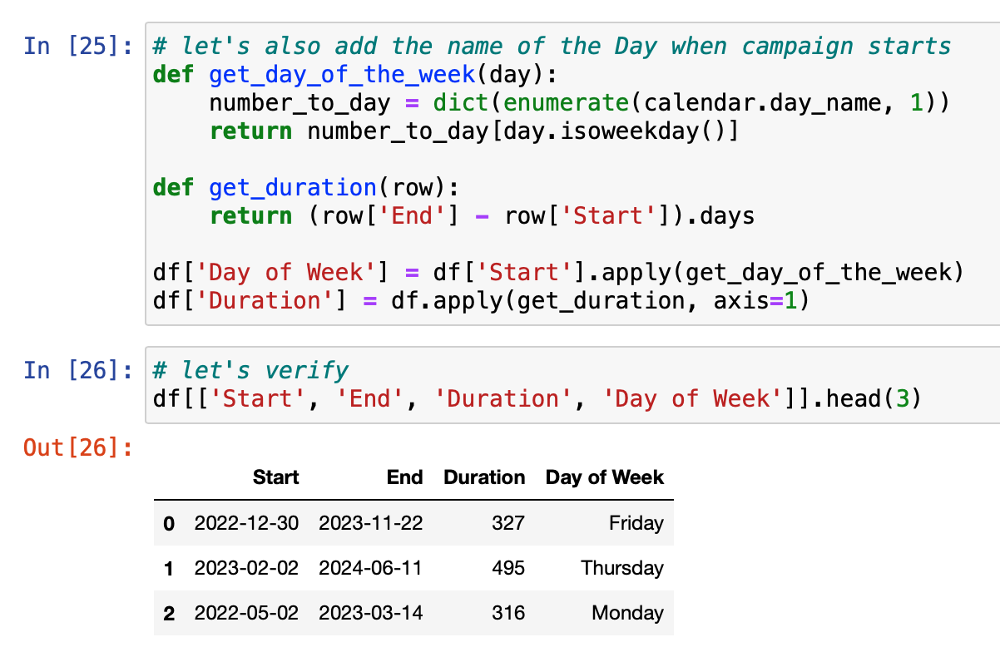 In [25]: # let's also add the name of the Day when campaign starts
def get_day_of_the_week(day):
    number_to_day = dict(enumerate(calendar.day_name, 1))
    return number_to_day[day.isoweekday()]

def get_duration(row):
    return (row['End'] - row['Start']).days

df['Day of Week'] = df['Start'].apply(get_day_of_the_week)
df['Duration'] = df.apply(get_duration, axis=1)
In [26]: # let's verify
df[['Start', 'End', 'Duration', 'Day of Week']].head(3)
Out[26]:
Start End Duration Day of Week
0 2022-12-30 2023-11-22 327 Friday
1 2023-02-02 2024-06-11 495 Thursday
2 2022-05-02 2023-03-14 316 Monday